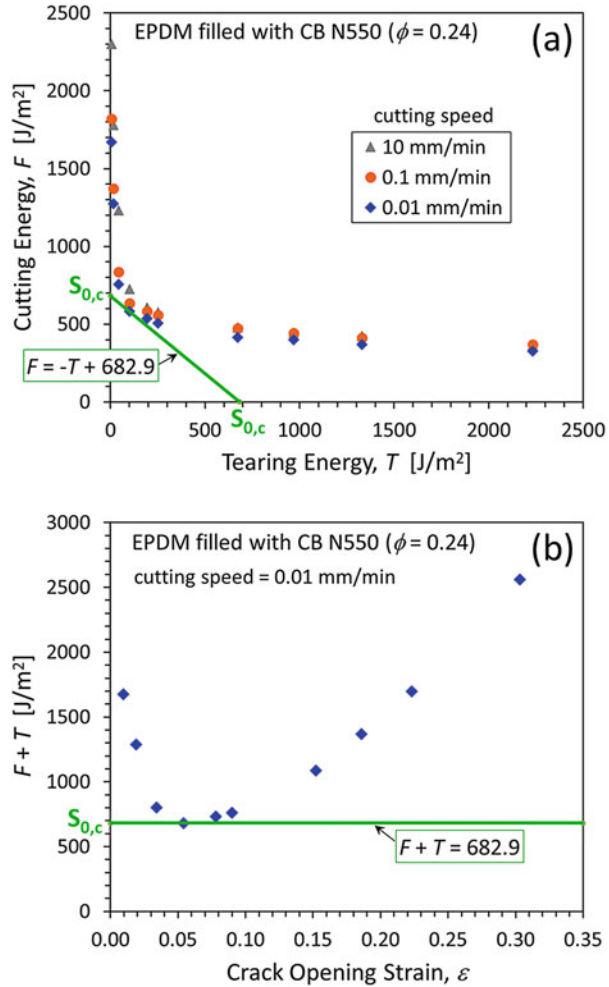 EPDM filled with CB N550 (ϕ = 0.24)
(a)
2500
2000
1500
1000
500
0
Cutting Energy, F [J/m²]
cutting speed
10 mm/min
0.1 mm/min
0.01 mm/min
S0,c
F = -T + 682.9
S0,c
0 500 1000 1500 2000 2500
Tearing Energy, T [J/m²]
EPDM filled with CB N550 (ϕ = 0.24)
(b)
cutting speed = 0.01 mm/min
3000
2500
2000
1500
1000
500
0
F + T [J/m²]
S0,c
F + T = 682.9
0.00 0.05 0.10 0.15 0.20 0.25 0.30 0.35
Crack Opening Strain, ε